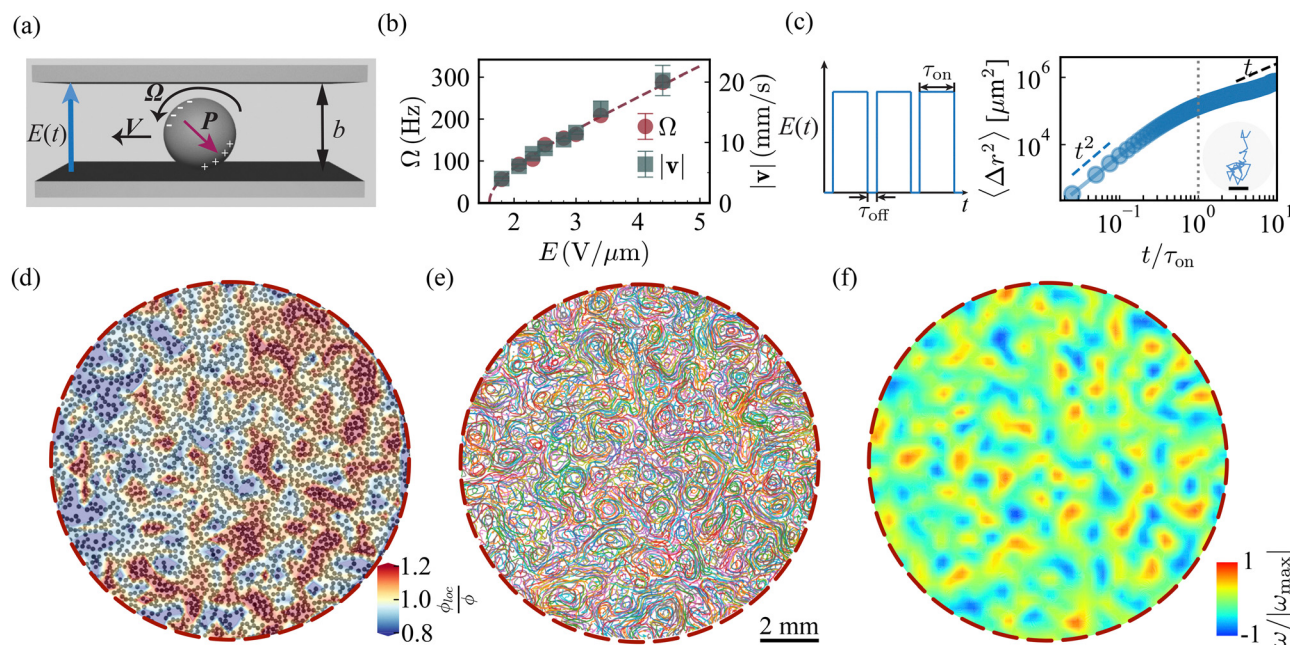 (a)
Ω
E(t)
V
P
b
(b)
300
200
100
0
Ω (Hz)
2
3
4
5
E (V/μm)
20
10
0
|v| (mm/s)
Ω
|v|
(c)
E(t)
τon
τoff
t
⟨Δr²⟩ [μm²]
10⁶
10⁴
t²
t
10⁻¹
10⁰
10¹
t/τon
(d)
1.2
1.0
0.8
ϕloc
ϕ
(e)
2 mm
(f)
1
-1
ω/|ωmax|